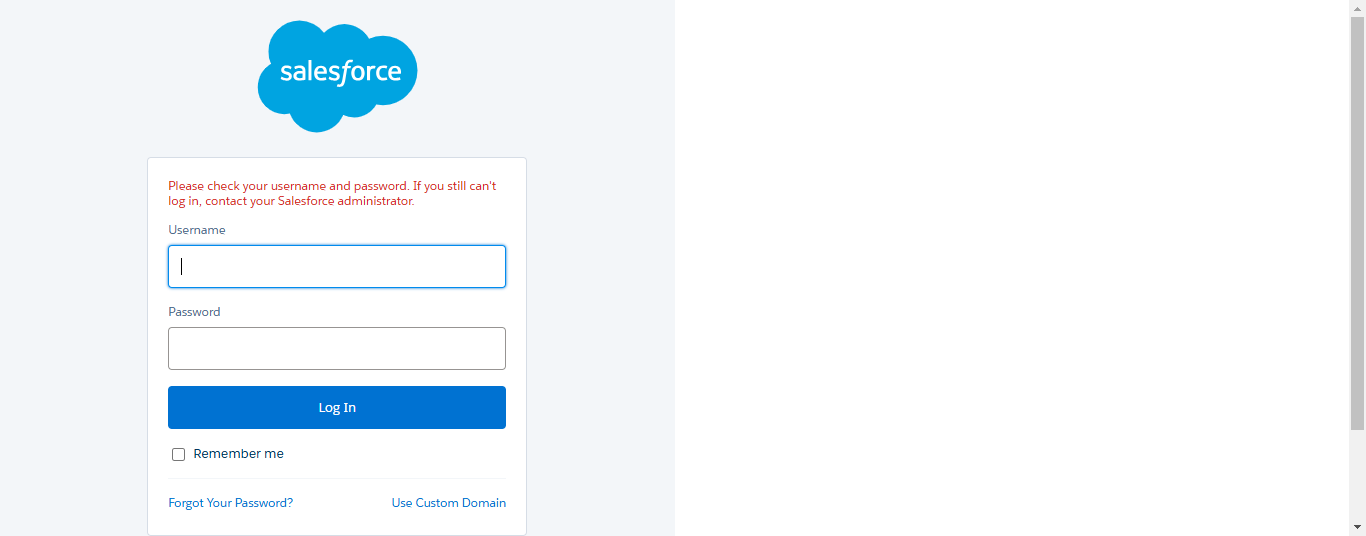 salesforce
Please check your username and password. If you still can't
log in, contact your Salesforce administrator.
Username
Password
Log In
Remember me
Forgot Your Password?
Use Custom Domain